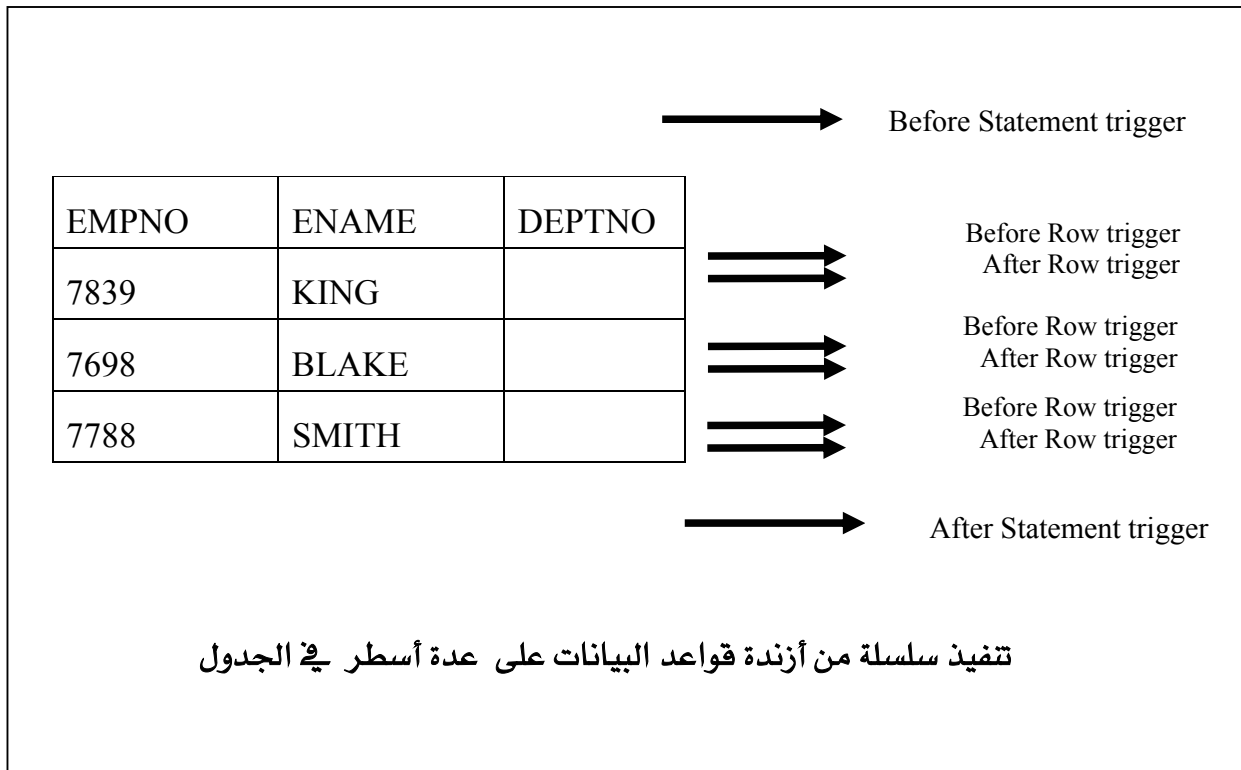 Before Statement trigger
EMPNO ENAME DEPTNO
Before Row trigger
After Row trigger
7839 KING
Before Row trigger
After Row trigger
7698 BLAKE
Before Row trigger
After Row trigger
7788 SMITH
After Statement trigger
تنفيذ سلسلة من أزندة قواعد البيانات على عدة أسطر في الجدول